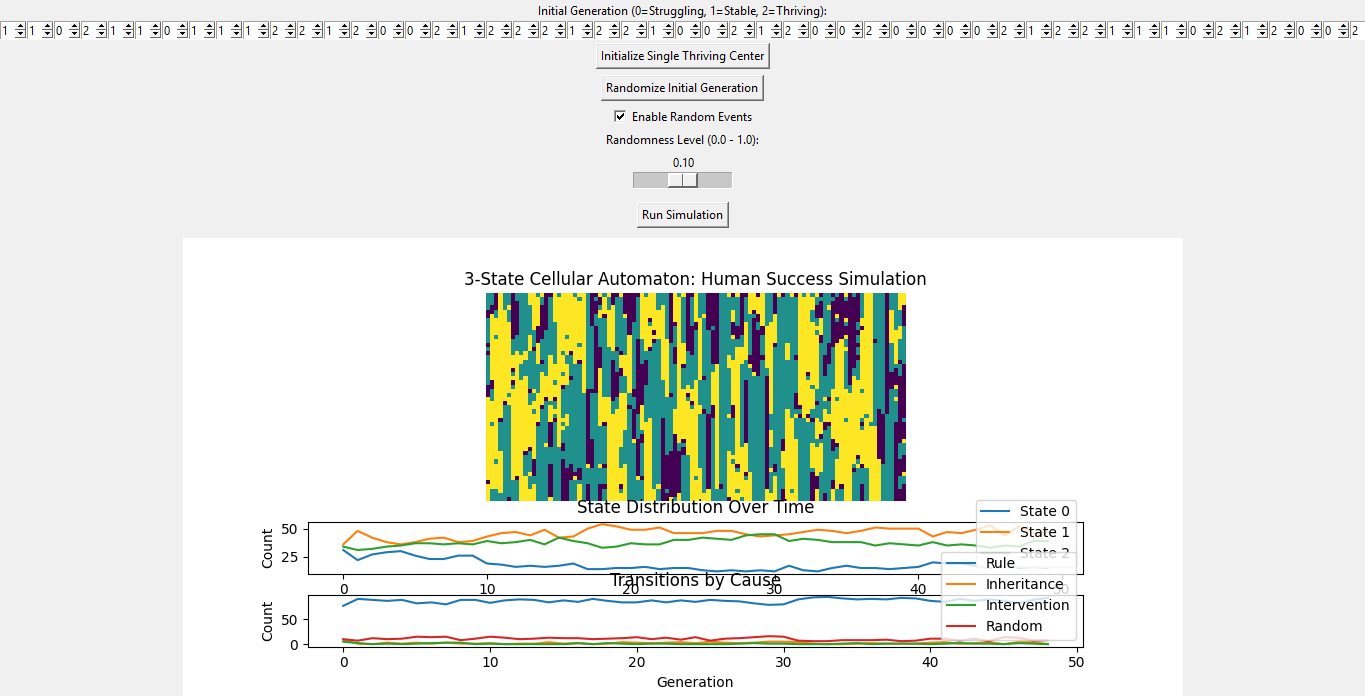 Initial Generation (0=Struggling, 1=Stable, 2=Thriving):
1 1 0 2 1 1 0 1 1 1 2 2 1 2 0 0 2 1 2 2 2 1 2 2 1 0 0 2 1 2 0 0 2 0 0 0 0 2 1 2 2 1 1 1 0 2 1 2 0 0 2
Initialize Single Thriving Center
Randomize Initial Generation
Enable Random Events
Randomness Level (0.0 - 1.0):
0.10
Run Simulation
3-State Cellular Automaton: Human Success Simulation
State Distribution Over Time
Count
50
25
0 10 20 30 40 50
State 0
State 1
State 2
Transitions by Cause
Count
50
0
Rule
Inheritance
Intervention
Random
0 10 20 30 40 50
Generation